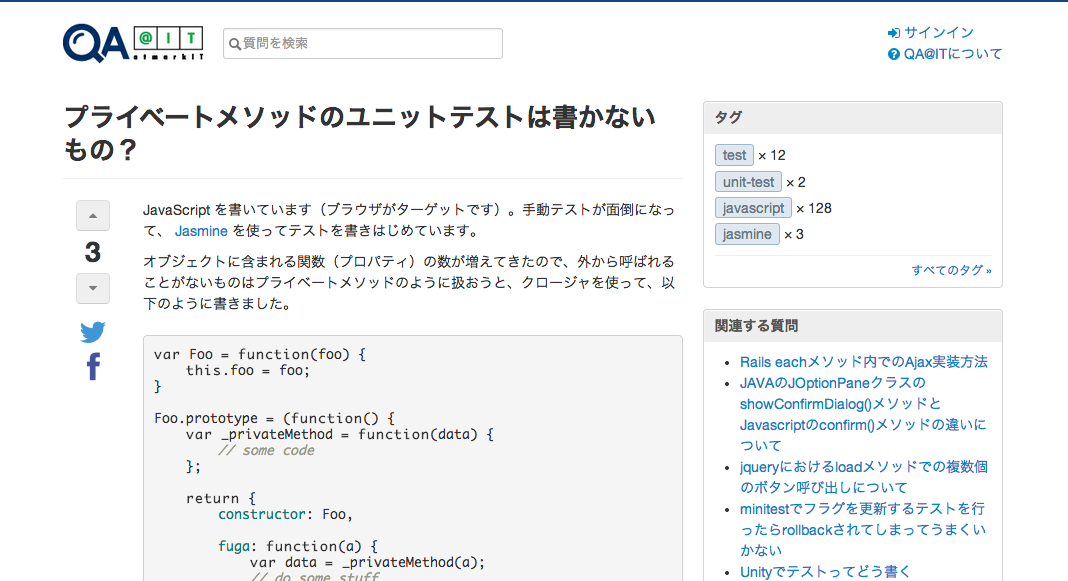 QA @IT
atmarkIT
質問を検索
サインイン
QA@ITについて
プライベートメソッドのユニットテストは書かない
もの？
3
JavaScript を書いています（ブラウザがターゲットです）。手動テストが面倒になっ
て、 Jasmine を使ってテストを書きはじめています。
オブジェクトに含まれる関数（プロパティ）の数が増えてきたので、外から呼ばれる
ことがないものはプライベートメソッドのように扱おうと、クロージャを使って、以
下のように書きました。
var Foo = function(foo) {
    this.foo = foo;
}
Foo.prototype = (function() {
    var _privateMethod = function(data) {
        // some code
    };
    return {
        constructor: Foo,
        fuga: function(a) {
            var data = _privateMethod(a);
            // do some stuff
タグ
test × 12
unit-test × 2
javascript × 128
jasmine × 3
すべてのタグ »
関連する質問
Rails eachメソッド内でのAjax実装方法
JAVAのJOptionPaneクラスの
showConfirmDialog()メソッドと
Javascriptのconfirm()メソッドの違いに
ついて
jqueryにおけるloadメソッドでの複数個
のボタン呼び出しについて
minitestでフラグを更新するテストを行
ったらrollbackされてしまってうまくい
かない
Unityでテストってどう書く